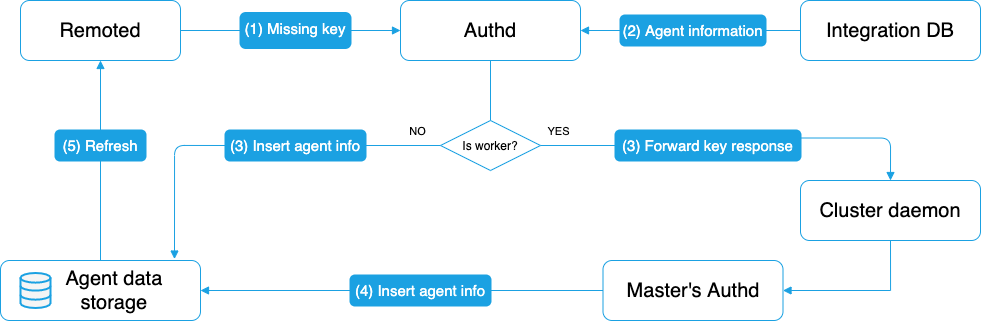 Remoted
(1) Missing key
Authd
(2) Agent information
Integration DB
(5) Refresh
(3) Insert agent info
NO
Is worker?
YES
(3) Forward key response
Cluster daemon
Agent data
storage
(4) Insert agent info
Master's Authd